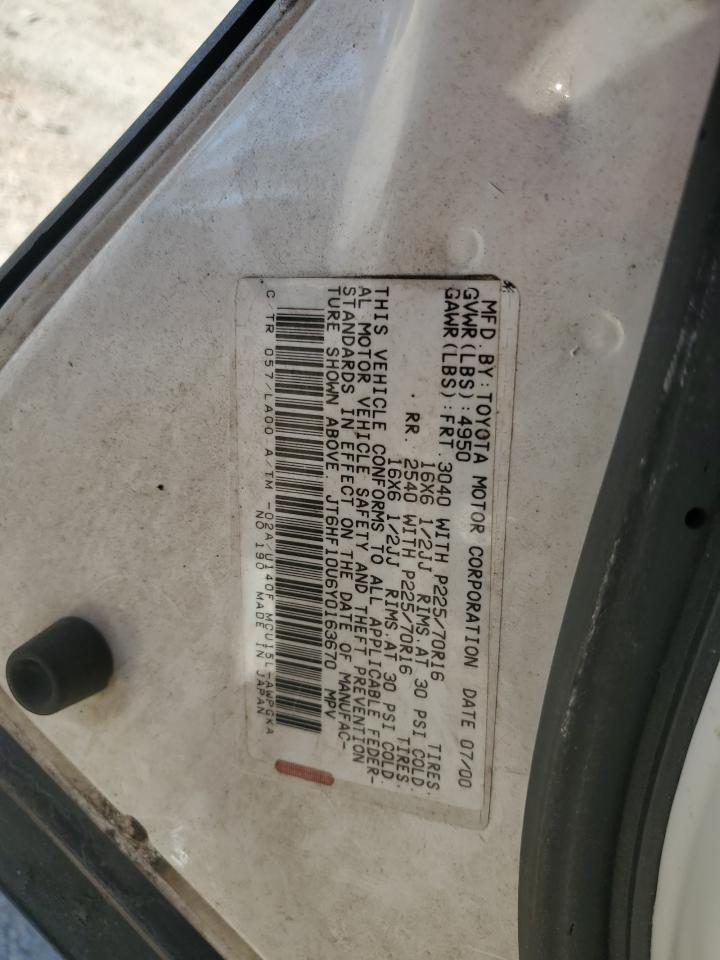 MFD. BY: TOYOTA MOTOR CORPORATION DATE 07/00
GVWR(LBS): 4950
GAWR(LBS): FRT. 3040 WITH P225/70R16 TIRES.
16X6 1/2JJ RIMS. AT 30 PSI COLD.
RR. 2540 WITH P225/70R16 TIRES.
16X6 1/2JJ RIMS. AT 30 PSI COLD.
THIS VEHICLE CONFORMS TO ALL APPLICABLE FEDER-
AL MOTOR VEHICLE SAFETY AND THEFT PREVENTION
STANDARDS IN EFFECT ON THE DATE OF MANUFAC-
TURE SHOWN ABOVE. JT6HF10U6Y0163670 MPV
C/TR 057/LA00 A/TM -02A/U140F MCU15L-AWPGKA
NO 190 MADE IN JAPAN